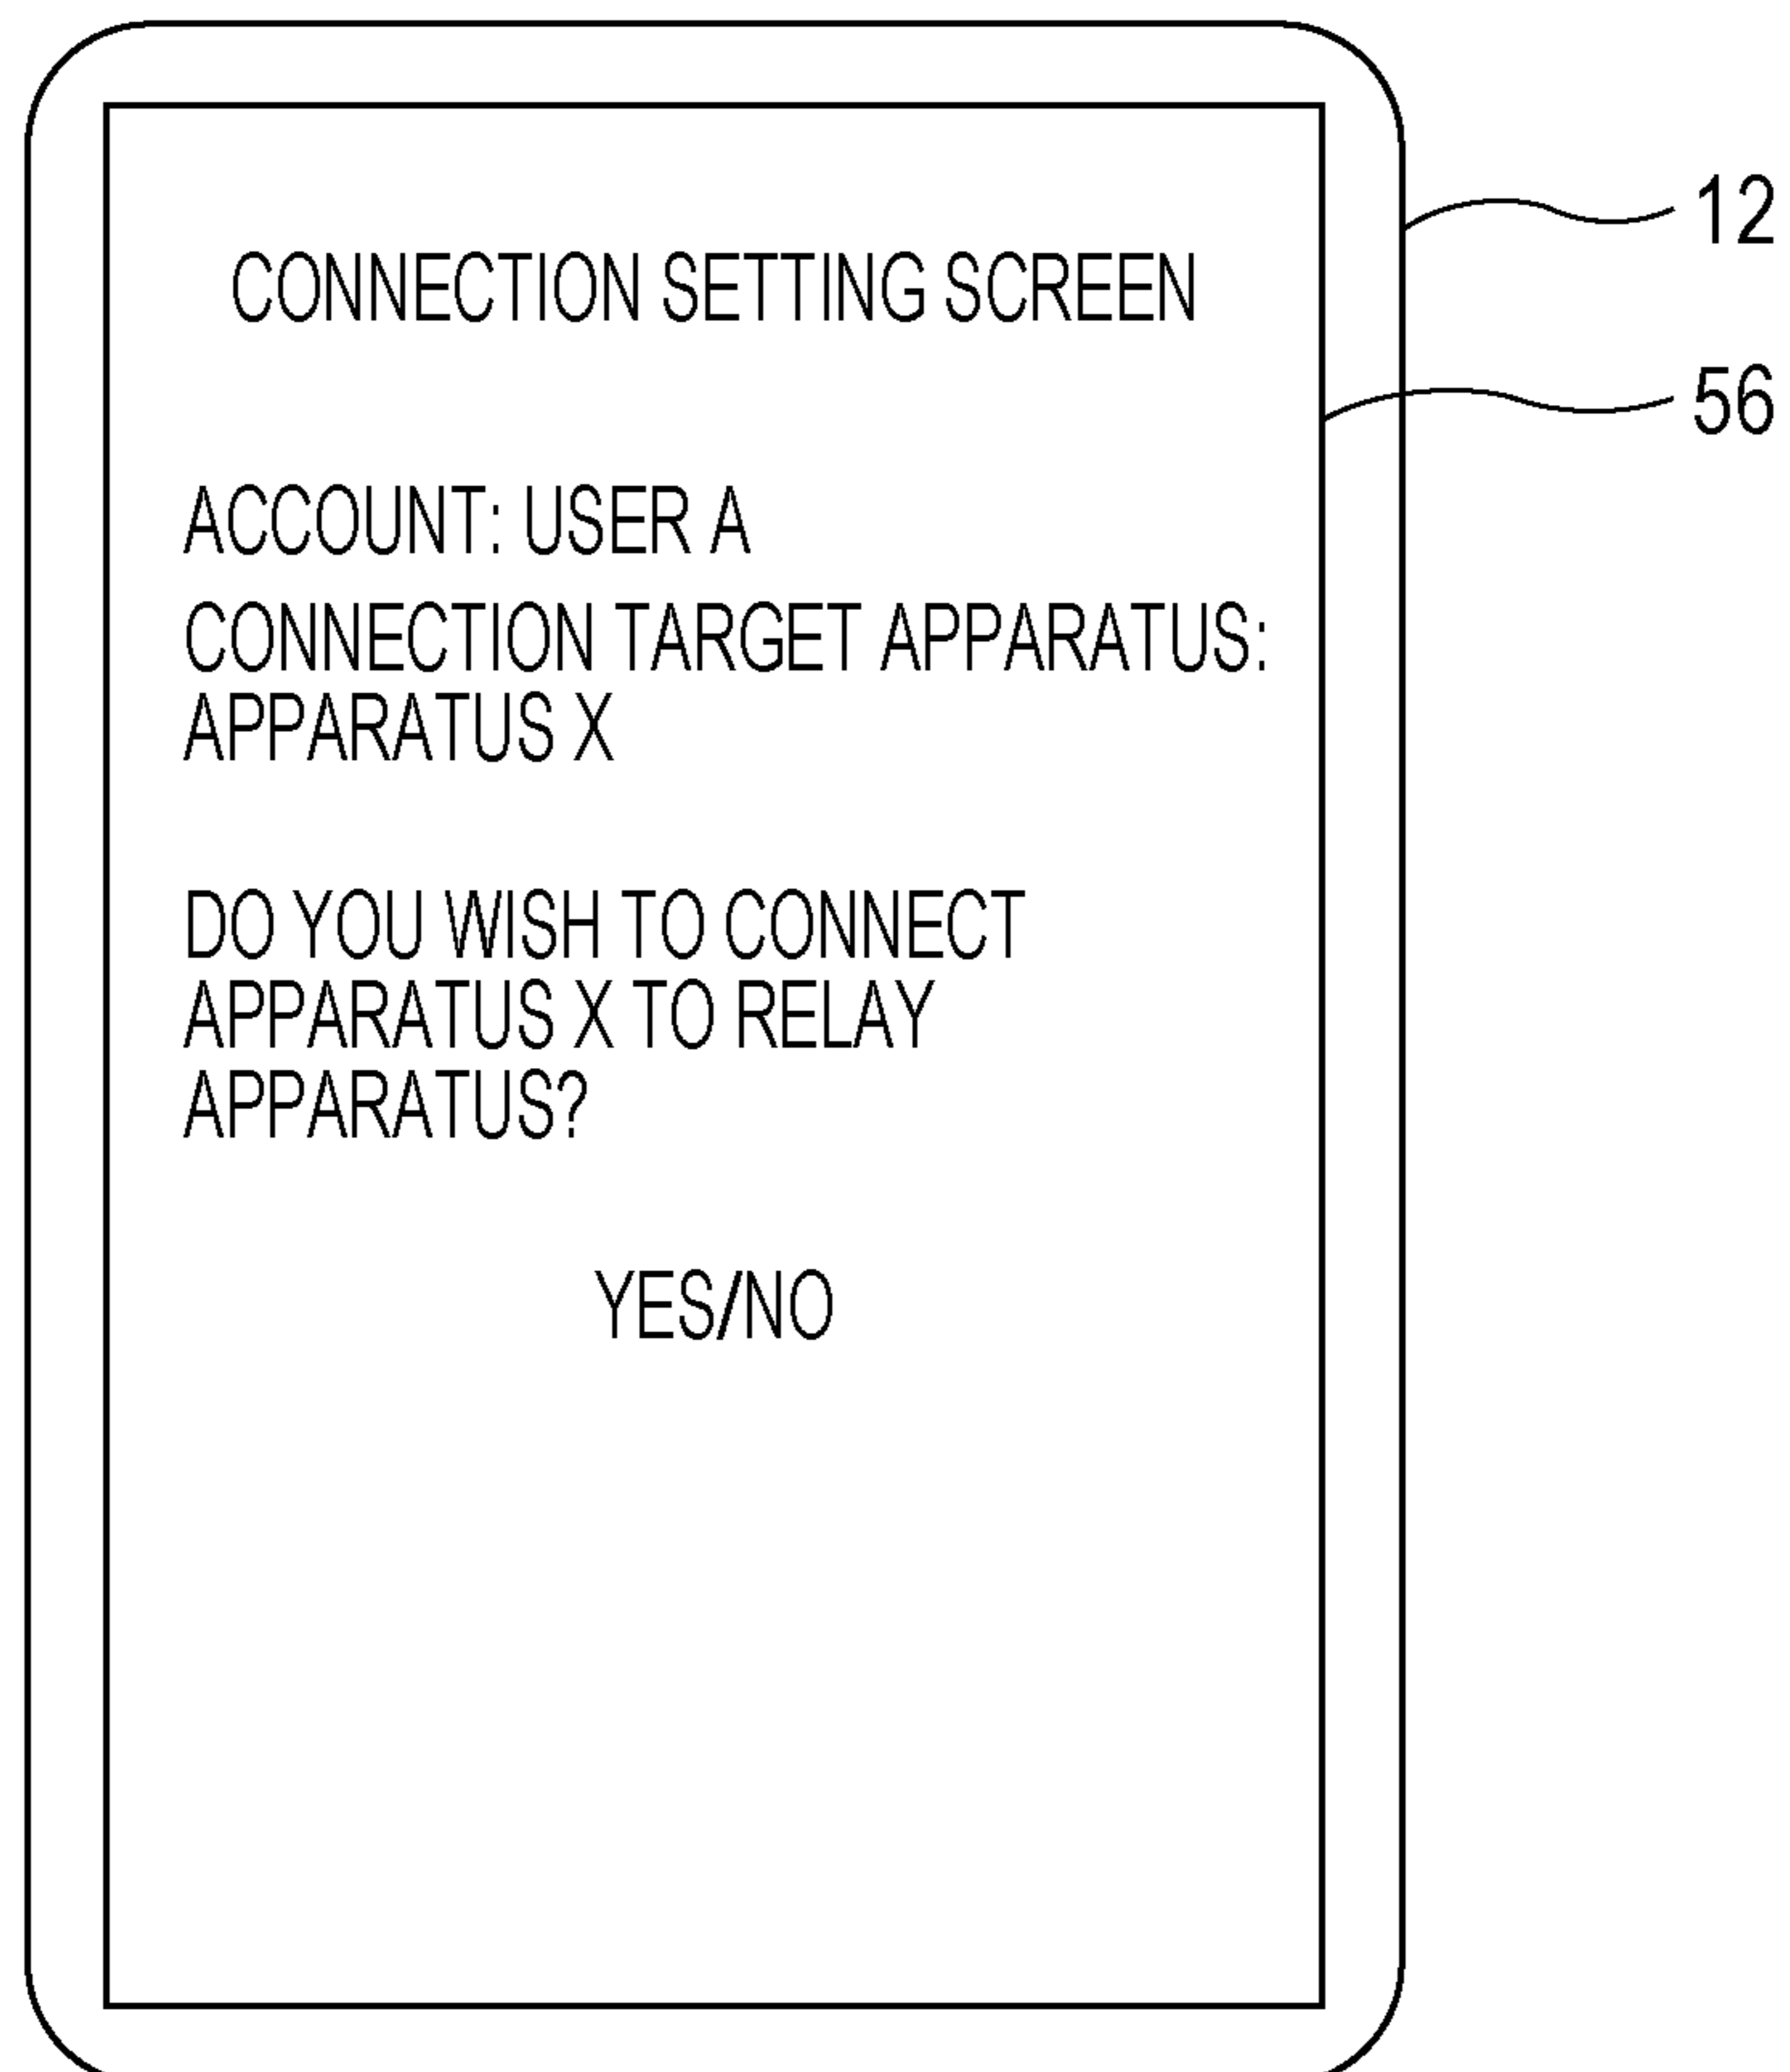 12
CONNECTION SETTING SCREEN
56
ACCOUNT: USER A
CONNECTION TARGET APPARATUS:
APPARATUS X
DO YOU WISH TO CONNECT
APPARATUS X TO RELAY
APPARATUS?
YES/NO